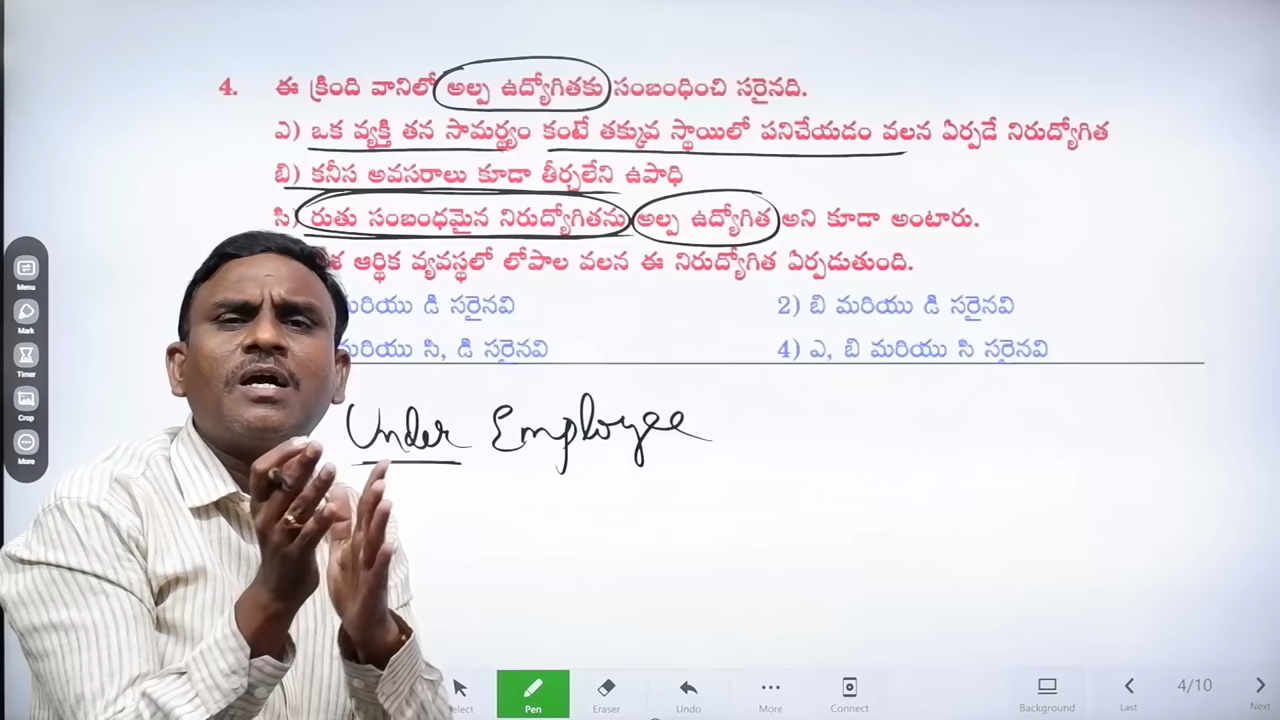 4. ఈ క్రింది వానిలో అల్ప ఉద్యోగితకు సంబంధించి సరైనది.
ఎ) ఒక వ్యక్తి తన సామర్థ్యం కంటే తక్కువ స్థాయిలో పనిచేయడం వలన ఏర్పడే నిరుద్యోగిత
బి) కనీస అవసరాలు కూడా తీర్చలేని ఉపాధి
సి) రుతు సంబంధమైన నిరుద్యోగితను అల్ప ఉద్యోగిత అని కూడా అంటారు.
ఆర్థిక వ్యవస్థలో లోపాల వలన ఈ నిరుద్యోగిత ఏర్పడుతుంది.
మరియు డి సరైనవి 2) బి మరియు డి సరైనవి
మరియు సి, డి సరైనవి 4) ఎ, బి మరియు సి సరైనవి
Under Employee
Menu
Mark
Timer
Crop
More
elect Pen Eraser Undo More Connect Background Last 4/10 Next